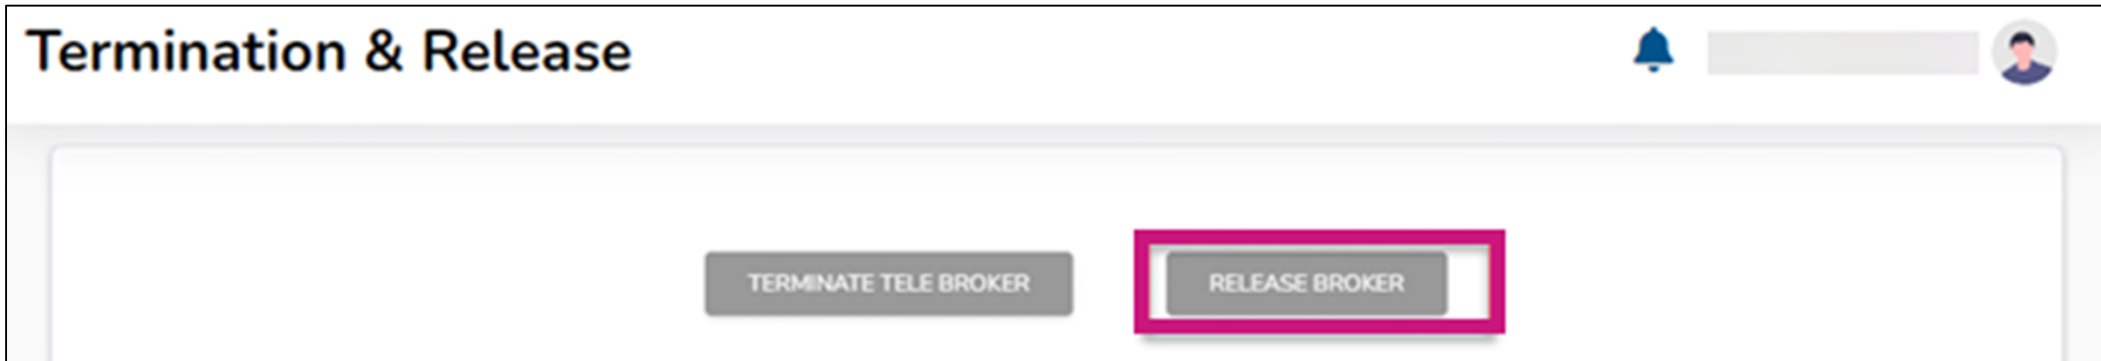 Termination & Release
TERMINATE TELE BROKER
RELEASE BROKER